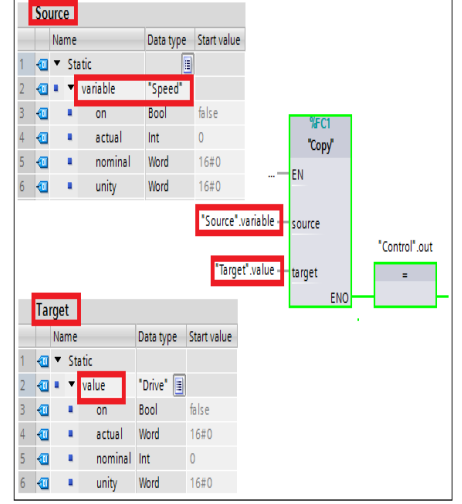 Source
Name Data type Start value
1 Static
2 variable "Speed"
3 on Bool false
4 actual Int 0
5 nominal Word 16#0
6 unity Word 16#0
%FC1
"Copy"
... EN
"Source".variable source
"Control".out
"Target".value target =
ENO
Target
Name Data type Start value
1 Static
2 value "Drive"
3 on Bool false
4 actual Word 16#0
5 nominal Int 0
6 unity Word 16#0